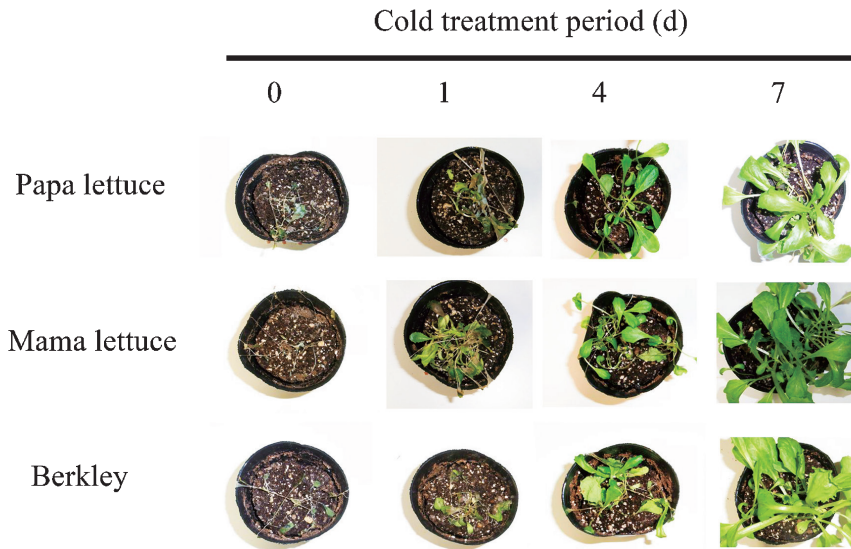 Cold treatment period (d)
0 1 4 7
Papa lettuce
Mama lettuce
Berkley